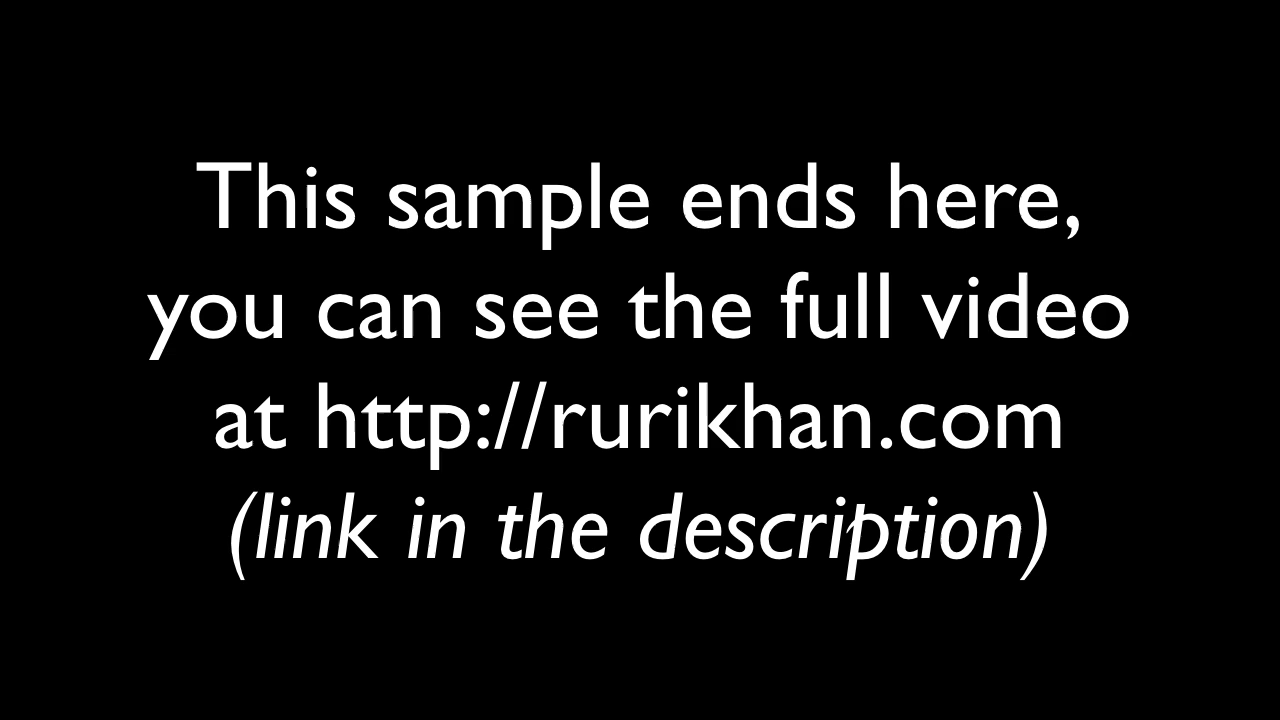 This sample ends here,
you can see the full video
at http://rurikhan.com
(link in the description)